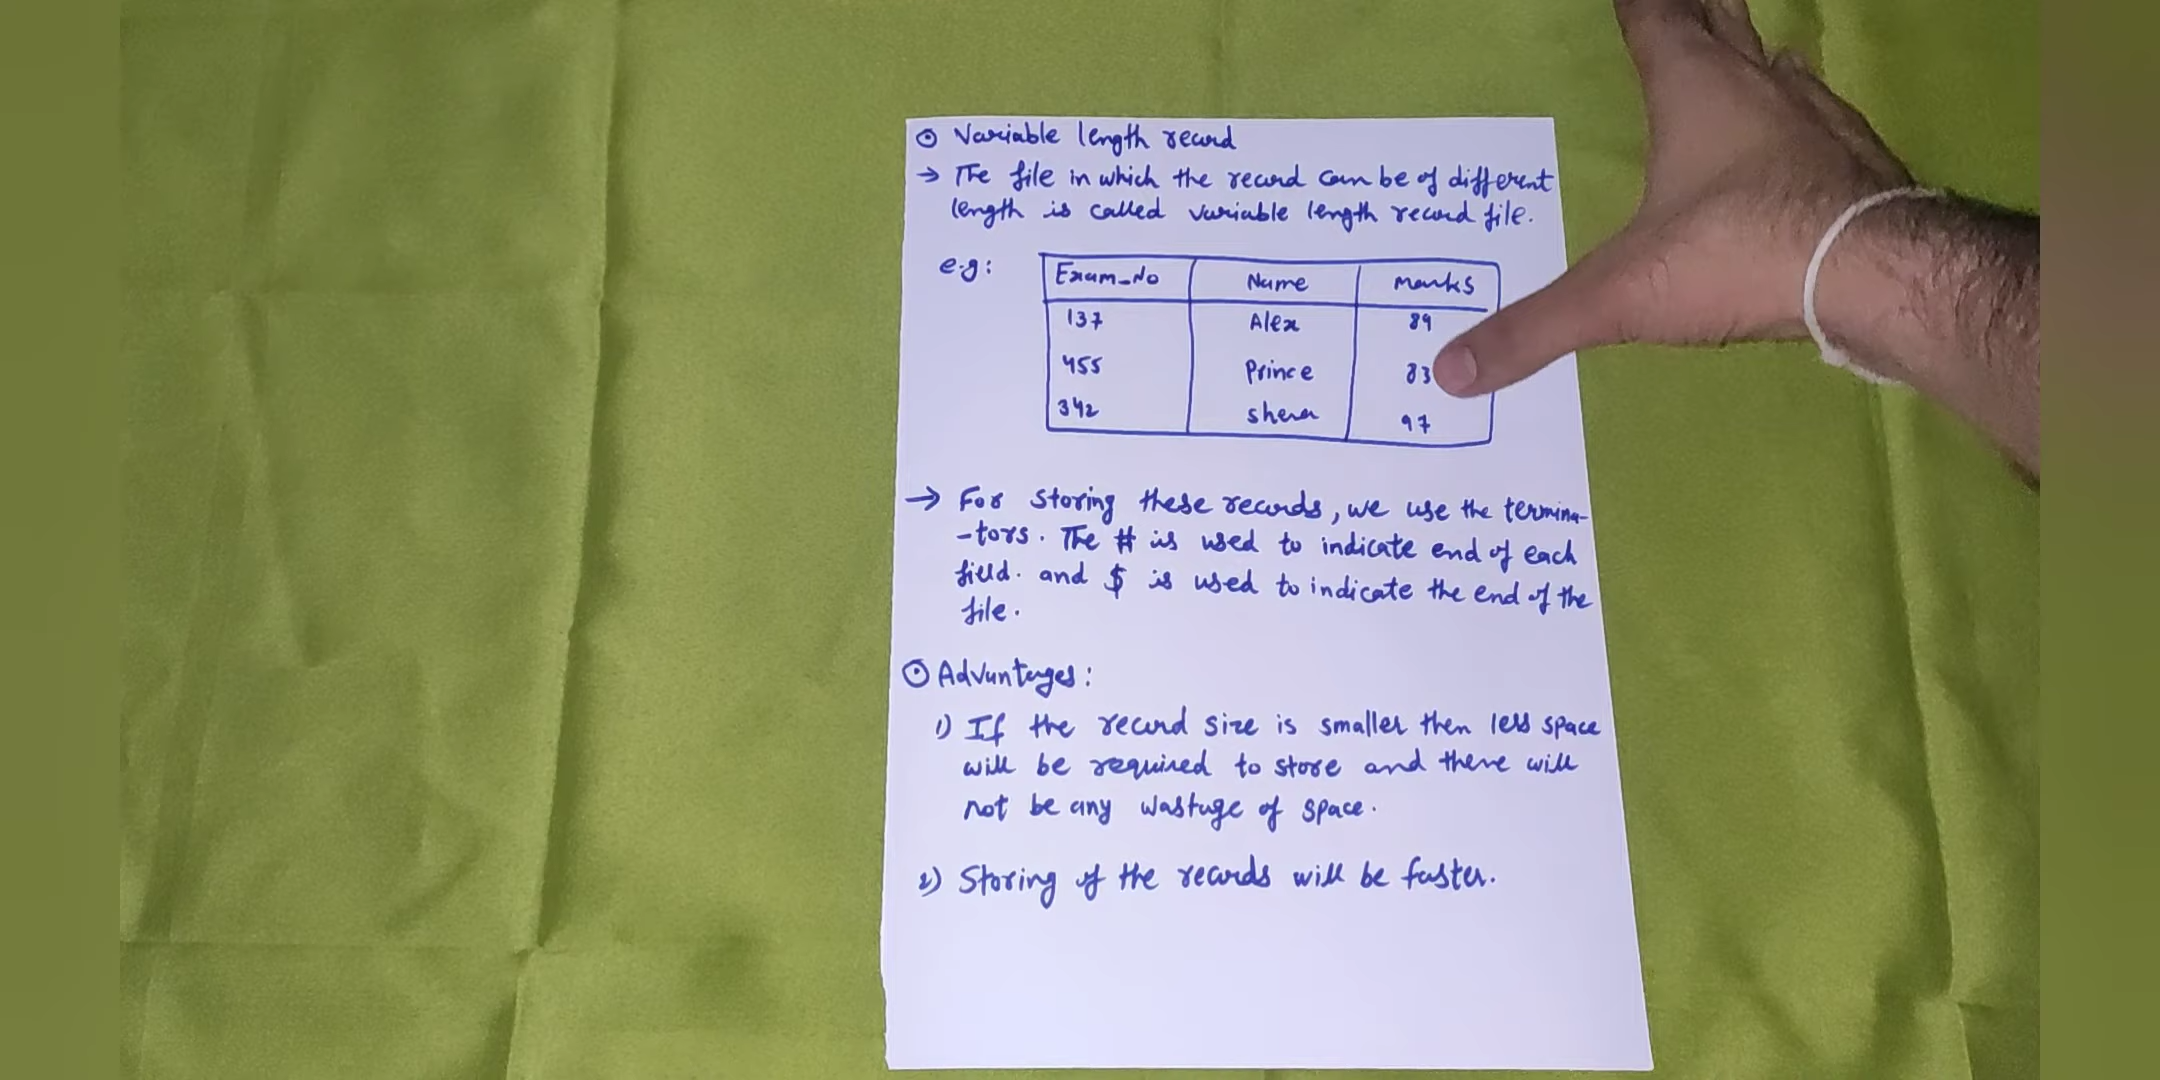 Variable length record
→ The file in which the record can be of different
length is called variable length record file.
e.g:
Exam_No Name Marks
137 Alex 89
455 Prince 83
342 shera 97
→ For storing these records, we use the termina-
-tors. The # is used to indicate end of each
field. and $ is used to indicate the end of the
file.
Advantages:
1) If the record size is smaller then less space
will be required to store and there will
not be any wastage of space.
2) Storing of the records will be faster.